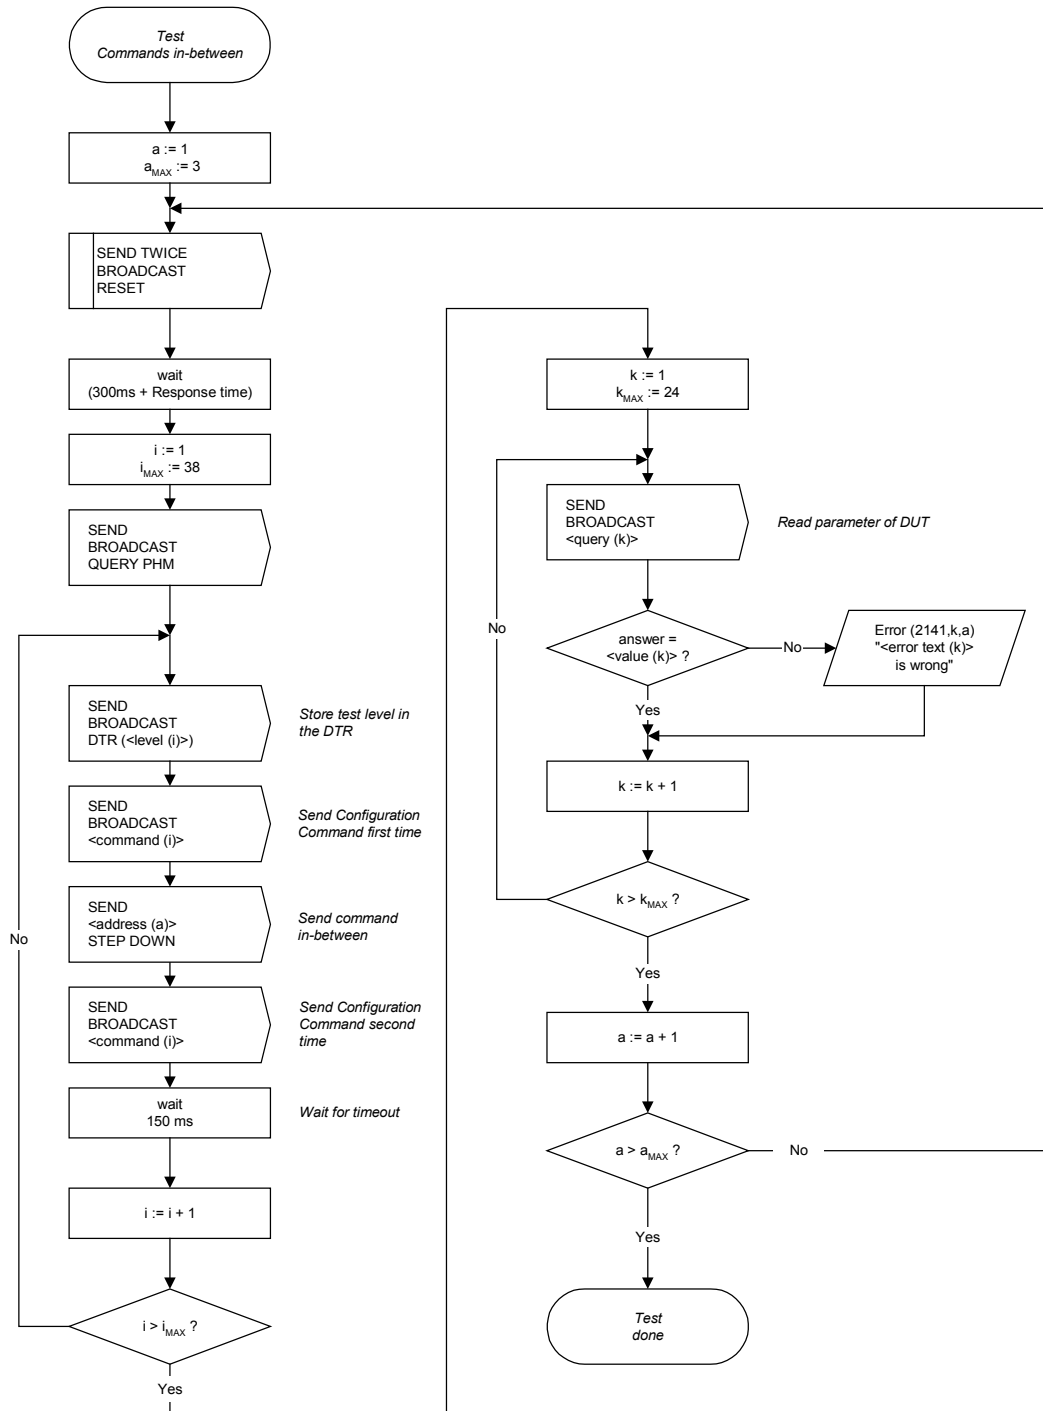 Test
Commands in-between
a := 1
aMAX := 3
SEND TWICE
BROADCAST
RESET
wait
(300ms + Response time)
i := 1
iMAX := 38
SEND
BROADCAST
QUERY PHM
SEND
BROADCAST
DTR (<level (i)>)
Store test level in
the DTR
SEND
BROADCAST
<command (i)>
Send Configuration
Command first time
No
SEND
<address (a)>
STEP DOWN
Send command
in-between
SEND
BROADCAST
<command (i)>
Send Configuration
Command second
time
wait
150 ms
Wait for timeout
i := i + 1
i > iMAX ?
Yes
k := 1
kMAX := 24
SEND
BROADCAST
<query (k)>
Read parameter of DUT
No
answer =
<value (k)> ?
No
Error (2141,k,a)
"<error text (k)>
is wrong"
Yes
k := k + 1
k > kMAX ?
Yes
a := a + 1
a > aMAX ?
No
Yes
Test
done